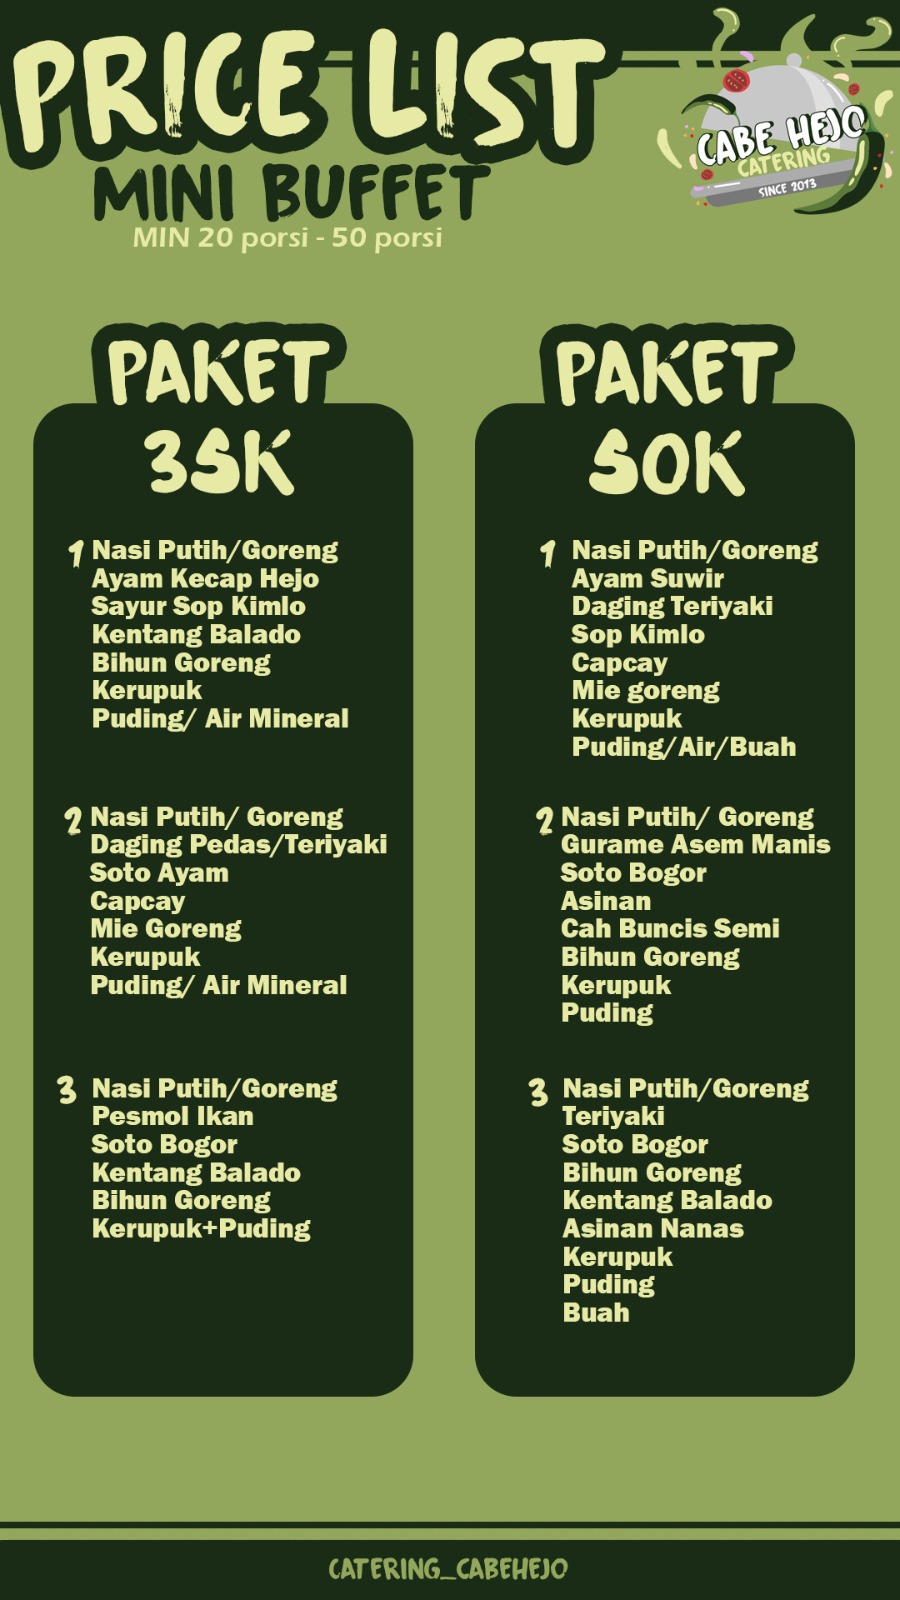 PRICE LIST
MINI BUFFET
MIN 20 porsi - 50 porsi
CABE HEJO
CATERING
SINCE 2013
PAKET
35K
1 Nasi Putih/Goreng
Ayam Kecap Hejo
Sayur Sop Kimlo
Kentang Balado
Bihun Goreng
Kerupuk
Puding/ Air Mineral
2 Nasi Putih/ Goreng
Daging Pedas/Teriyaki
Soto Ayam
Capcay
Mie Goreng
Kerupuk
Puding/ Air Mineral
3 Nasi Putih/Goreng
Pesmol Ikan
Soto Bogor
Kentang Balado
Bihun Goreng
Kerupuk+Puding
PAKET
50K
1 Nasi Putih/Goreng
Ayam Suwir
Daging Teriyaki
Sop Kimlo
Capcay
Mie goreng
Kerupuk
Puding/Air/Buah
2 Nasi Putih/ Goreng
Gurame Asem Manis
Soto Bogor
Asinan
Cah Buncis Semi
Bihun Goreng
Kerupuk
Puding
3 Nasi Putih/Goreng
Teriyaki
Soto Bogor
Bihun Goreng
Kentang Balado
Asinan Nanas
Kerupuk
Puding
Buah
CATERING_CABEHEJO